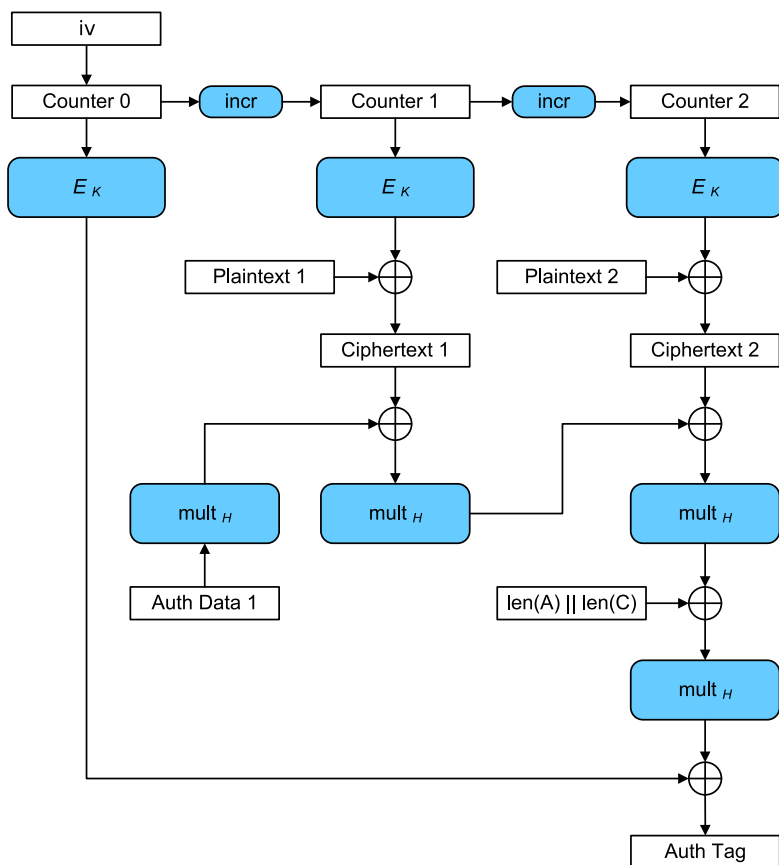 iv
Counter 0
incr
Counter 1
incr
Counter 2
E K
E K
E K
Plaintext 1
Plaintext 2
Ciphertext 1
Ciphertext 2
mult H
mult H
mult H
Auth Data 1
len(A) || len(C)
mult H
Auth Tag